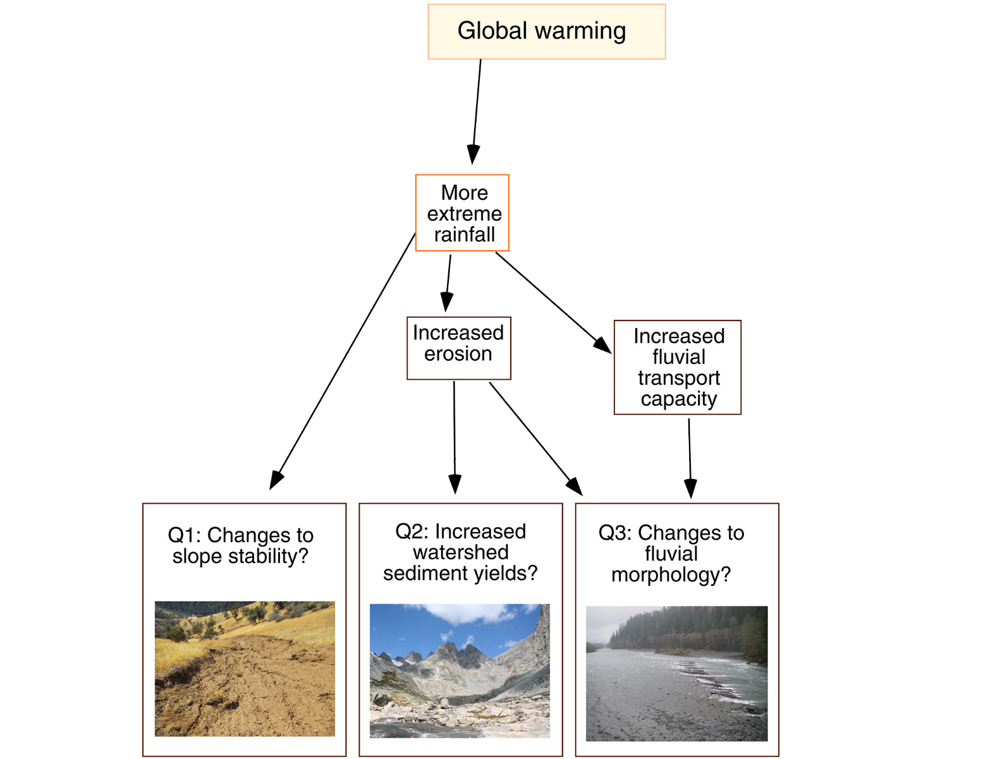 Global warming
More
extreme
rainfall
Increased
erosion
Increased
fluvial
transport
capacity
Q1: Changes to
slope stability?
Q2: Increased
watershed
sediment yields?
Q3: Changes to
fluvial
morphology?